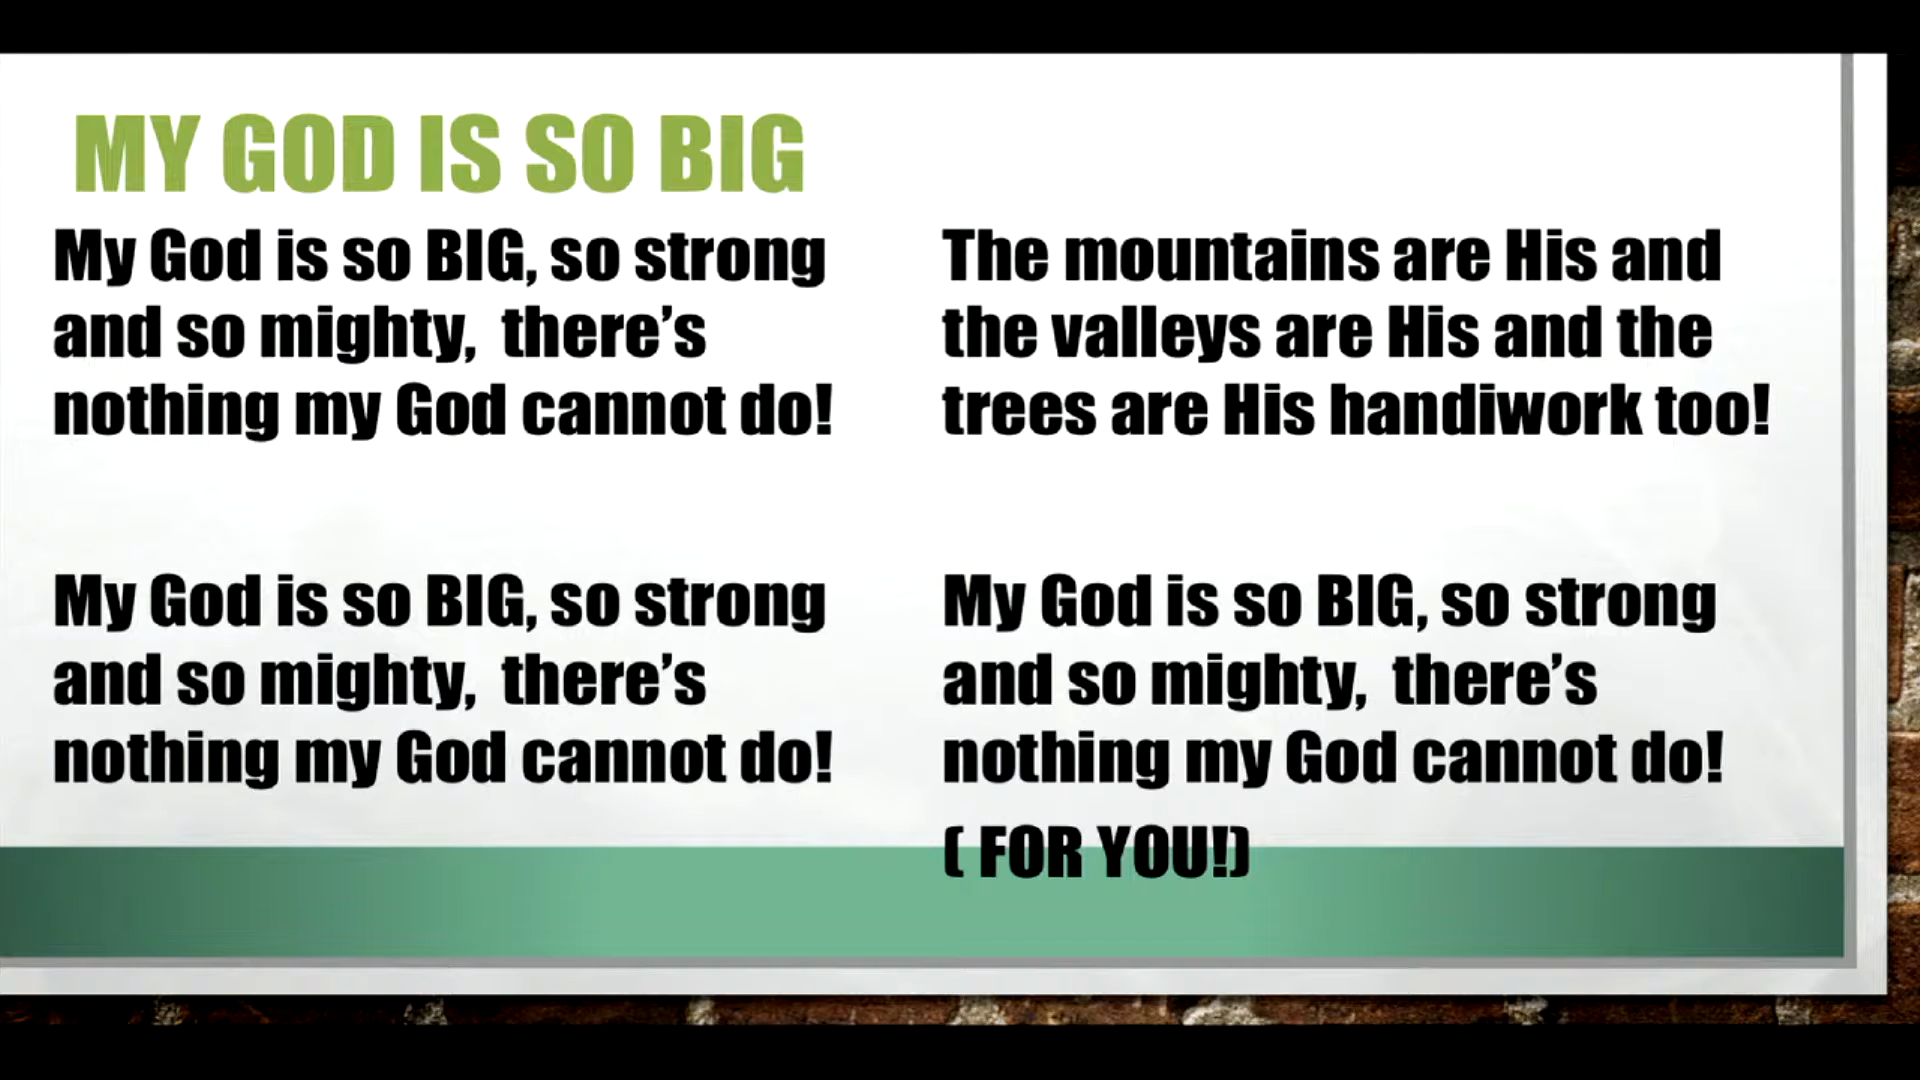 MY GOD IS SO BIG
My God is so BIG, so strong
and so mighty,  there’s
nothing my God cannot do!
My God is so BIG, so strong
and so mighty,  there’s
nothing my God cannot do!
The mountains are His and
the valleys are His and the
trees are His handiwork too!
My God is so BIG, so strong
and so mighty,  there’s
nothing my God cannot do!
( FOR YOU!)